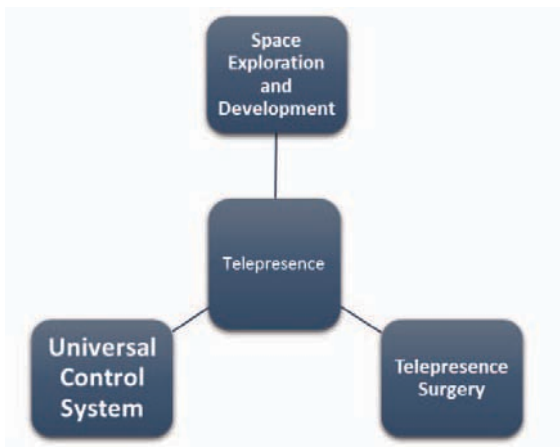 Space
Exploration
and
Development
Telepresence
Universal
Control
System
Telepresence
Surgery